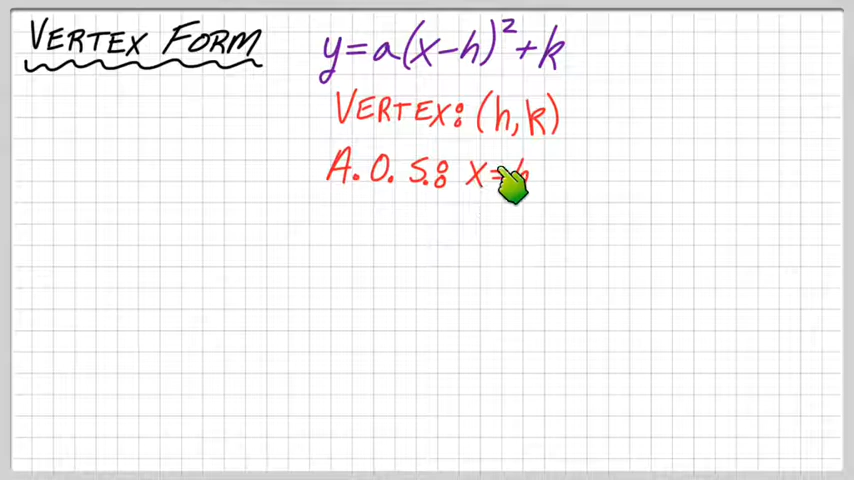 VERTEX FORM
y=a(x-h)²+k
VERTEX: (h,k)
A.O.S.: x=h